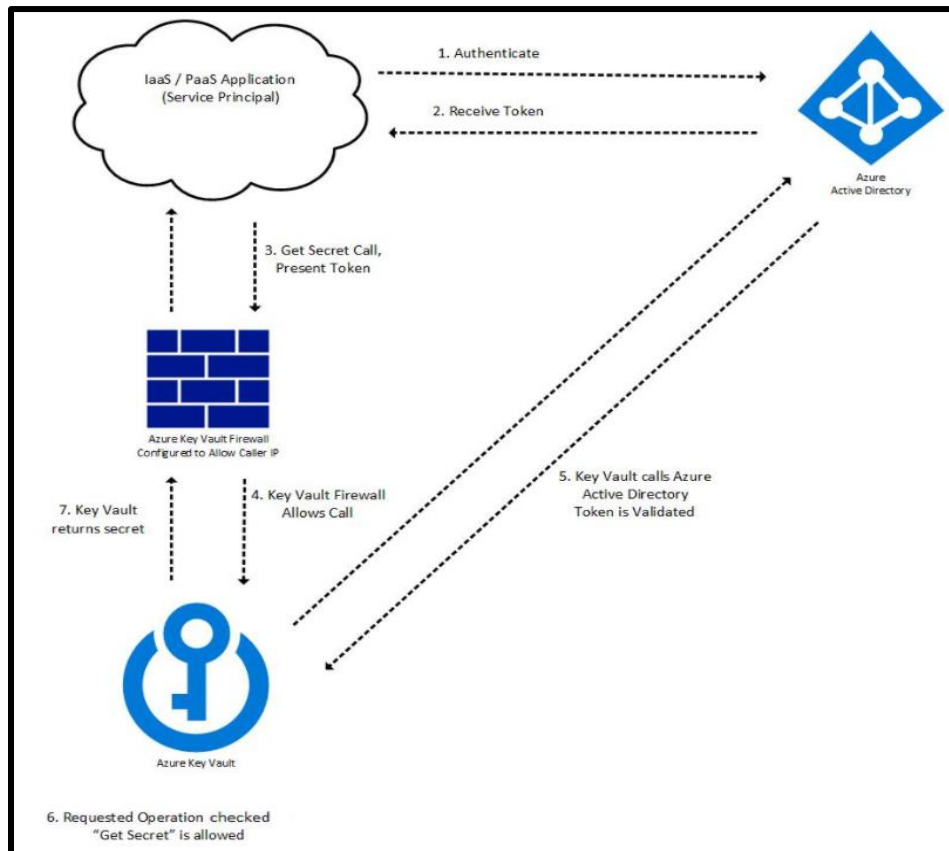 IaaS / PaaS Application
(Service Principal)
1. Authenticate
2. Receive Token
Azure
Active Directory
3. Get Secret Call,
Present Token
Azure Key Vault Firewall
Configured to Allow Caller IP
4. Key Vault Firewall
Allows Call
5. Key Vault calls Azure
Active Directory
Token is Validated
7. Key Vault
returns secret
Azure Key Vault
6. Requested Operation checked
“Get Secret” is allowed